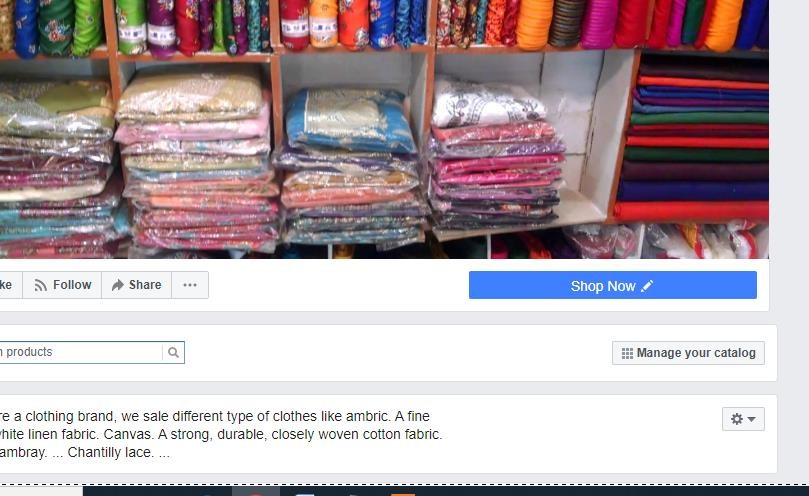 ke Follow Share ...
Shop Now
n products
Manage your catalog
re a clothing brand, we sale different type of clothes like ambric. A fine
hite linen fabric. Canvas. A strong, durable, closely woven cotton fabric.
ambray. ... Chantilly lace. ...